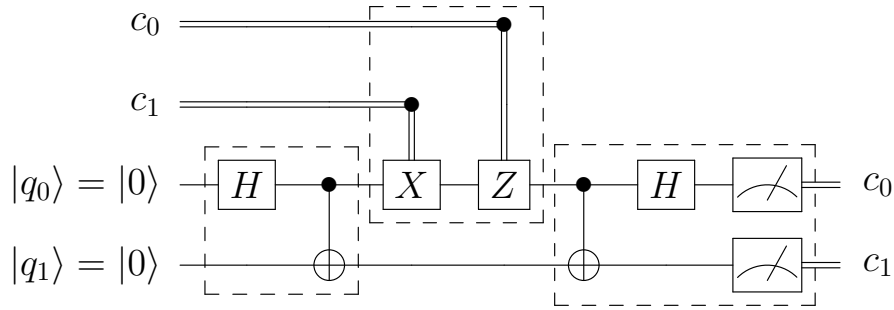 c₀
c₁
|q₀⟩ = |0⟩ H X Z H c₀
|q₁⟩ = |0⟩ c₁